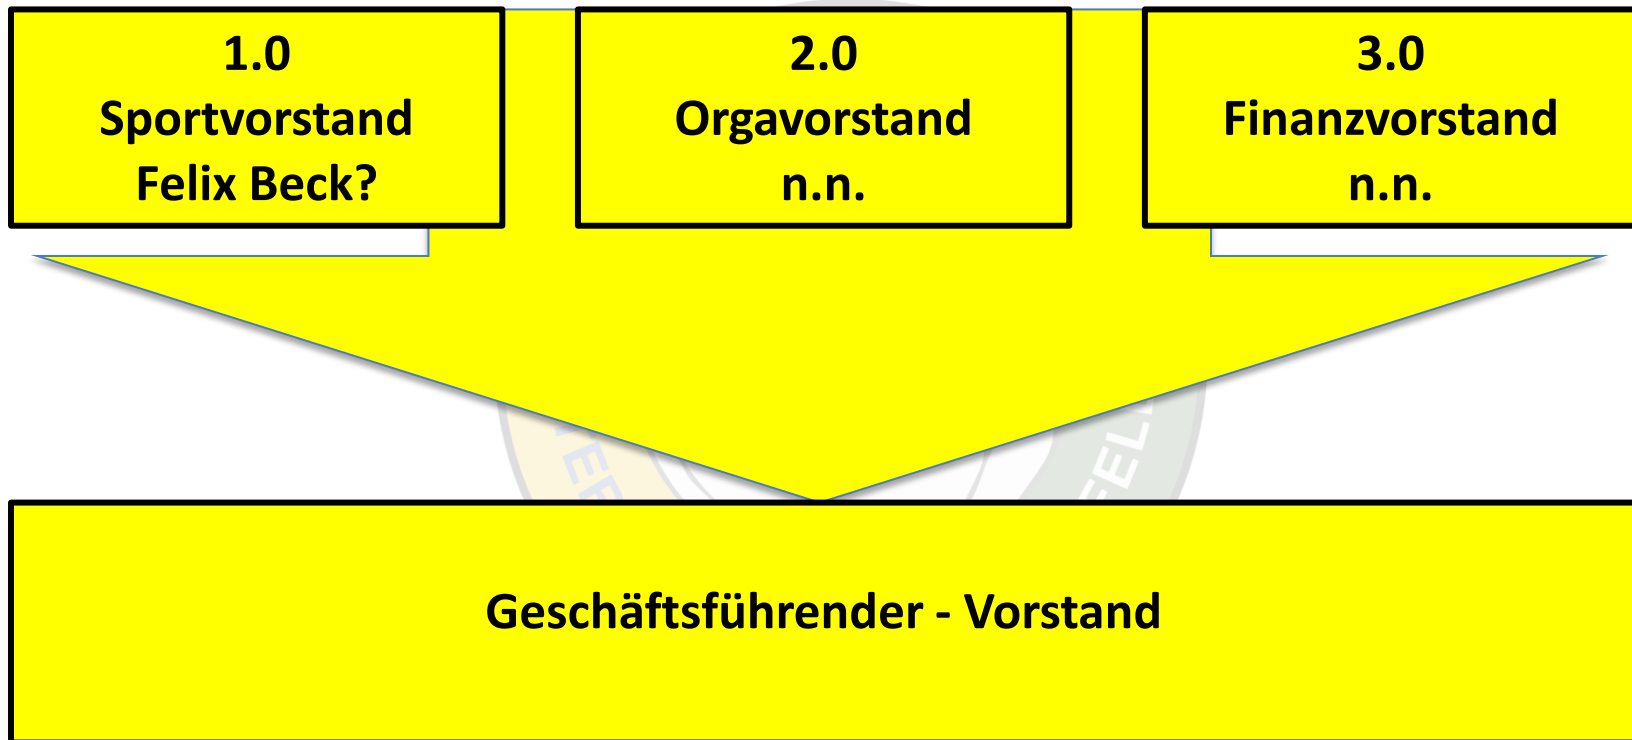 1.0
Sportvorstand
Felix Beck?
2.0
Orgavorstand
n.n.
3.0
Finanzvorstand
n.n.
Geschäftsführender - Vorstand